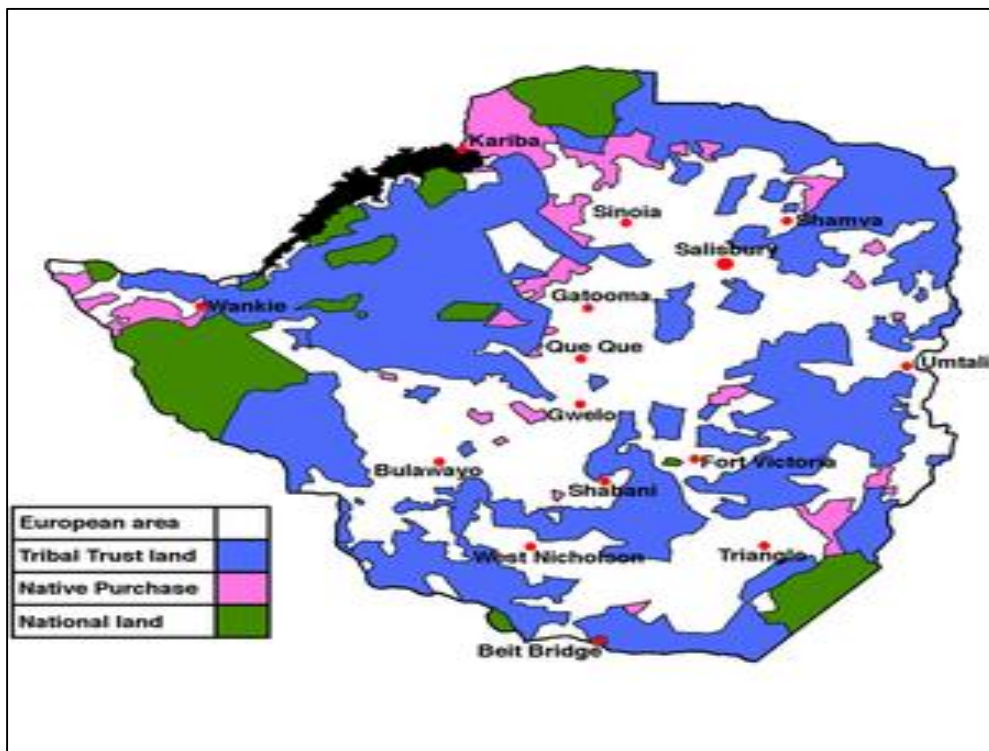 Kariba
Sinoia
Shamva
Salisbury
Wankie
Gatooma
Que Que
Umtali
Gwelo
Bulawayo
Fort Victoria
Shabani
European area
Tribal Trust land
West Nicholson
Triangle
Native Purchase
National land
Beit Bridge